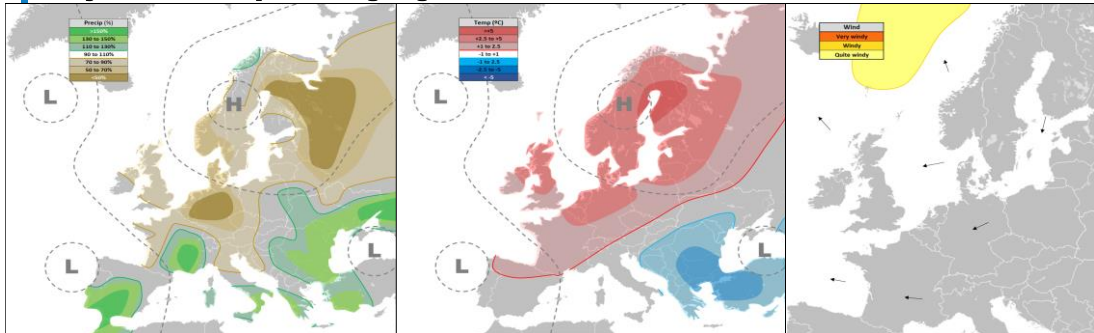 Precip (%)
>150%
130 to 150%
110 to 130%
90 to 110%
70 to 90%
50 to 70%
<50%
L
H
L
L
Temp (ºC)
>+5
+2.5 to +5
+1 to 2.5
-1 to +1
-1 to 2.5
-2.5 to -5
< -5
L
H
L
L
Wind
Very windy
Windy
Quite windy